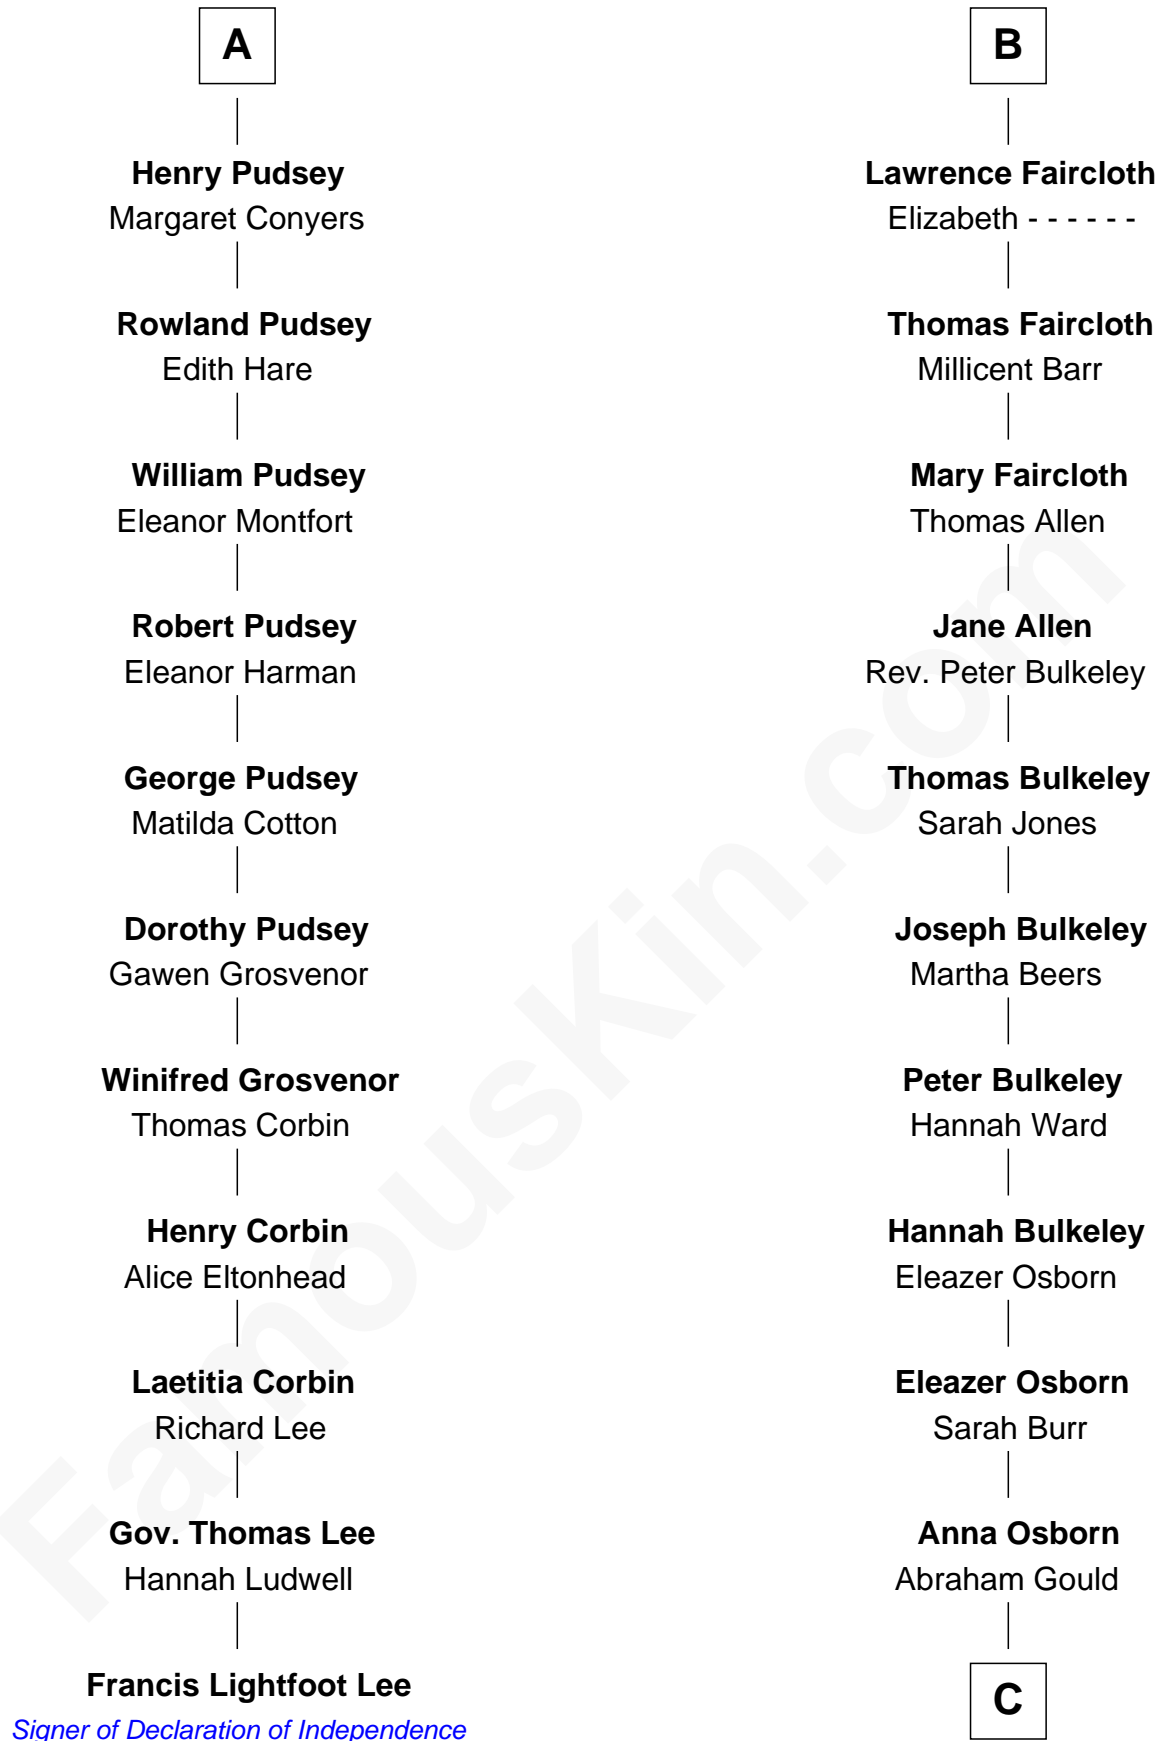 A
Henry Pudsey
Margaret Conyers
Rowland Pudsey
Edith Hare
William Pudsey
Eleanor Montfort
Robert Pudsey
Eleanor Harman
George Pudsey
Matilda Cotton
Dorothy Pudsey
Gawen Grosvenor
Winifred Grosvenor
Thomas Corbin
Henry Corbin
Alice Eltonhead
Laetitia Corbin
Richard Lee
Gov. Thomas Lee
Hannah Ludwell
Francis Lightfoot Lee
Signer of Declaration of Independence
B
Lawrence Faircloth
Elizabeth - - - - - -
Thomas Faircloth
Millicent Barr
Mary Faircloth
Thomas Allen
Jane Allen
Rev. Peter Bulkeley
Thomas Bulkeley
Sarah Jones
Joseph Bulkeley
Martha Beers
Peter Bulkeley
Hannah Ward
Hannah Bulkeley
Eleazer Osborn
Eleazer Osborn
Sarah Burr
Anna Osborn
Abraham Gould
C
FamousKin.com